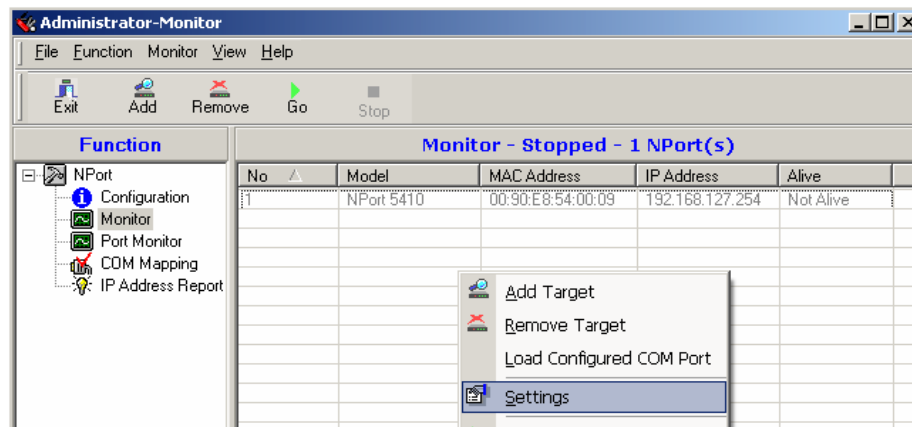 Administrator-Monitor
File Function Monitor View Help
Exit Add Remove Go Stop
Function
Monitor - Stopped - 1 NPort(s)
NPort
Configuration
Monitor
Port Monitor
COM Mapping
IP Address Report
No Model MAC Address IP Address Alive
1 NPort 5410 00:90:E8:54:00:09 192.168.127.254 Not Alive
Add Target
Remove Target
Load Configured COM Port
Settings